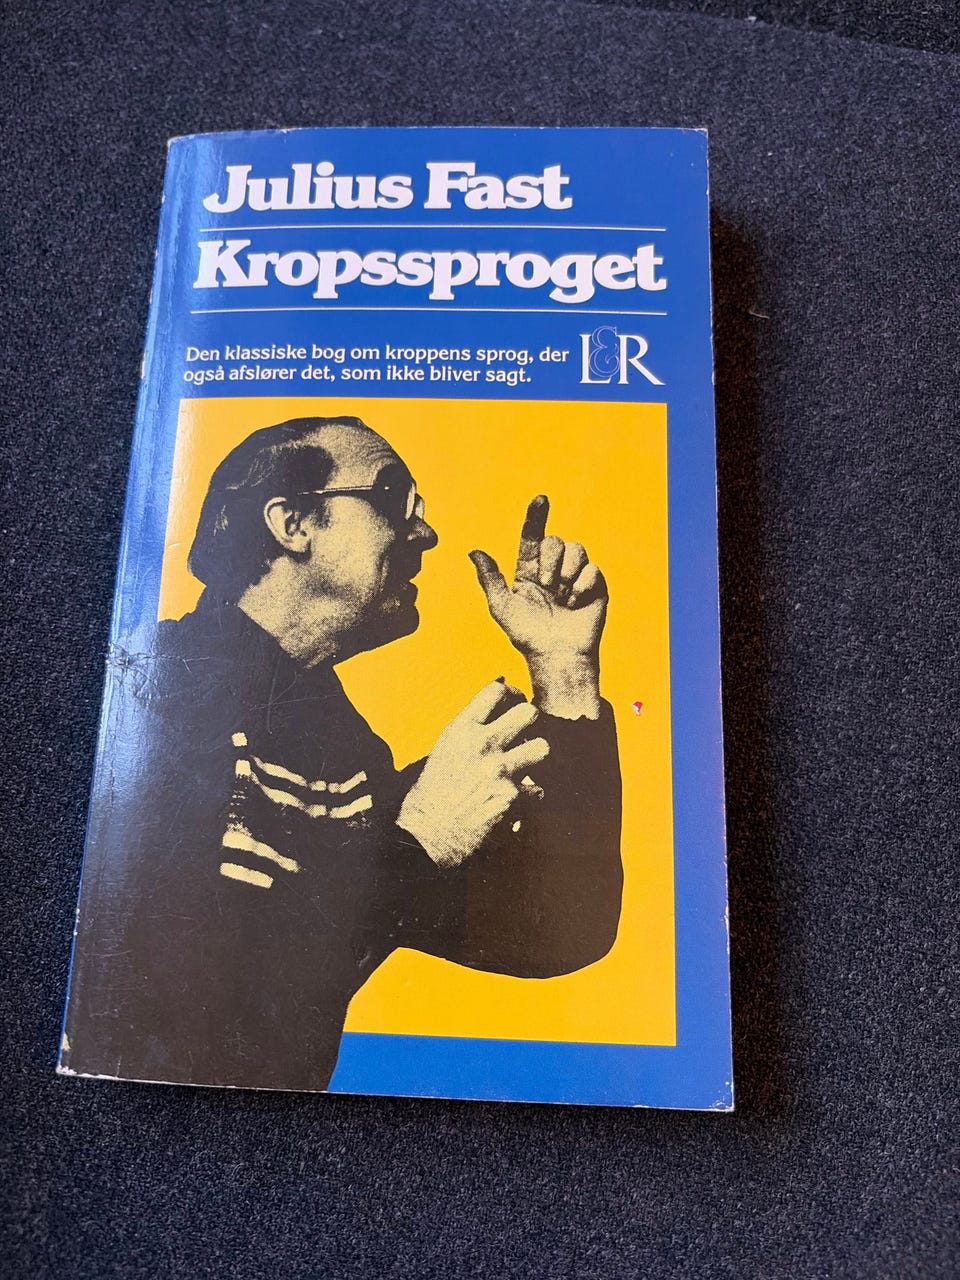 Julius Fast
Kropssproget
Den klassiske bog om kroppens sprog, der
også afslører det, som ikke bliver sagt.
L&R